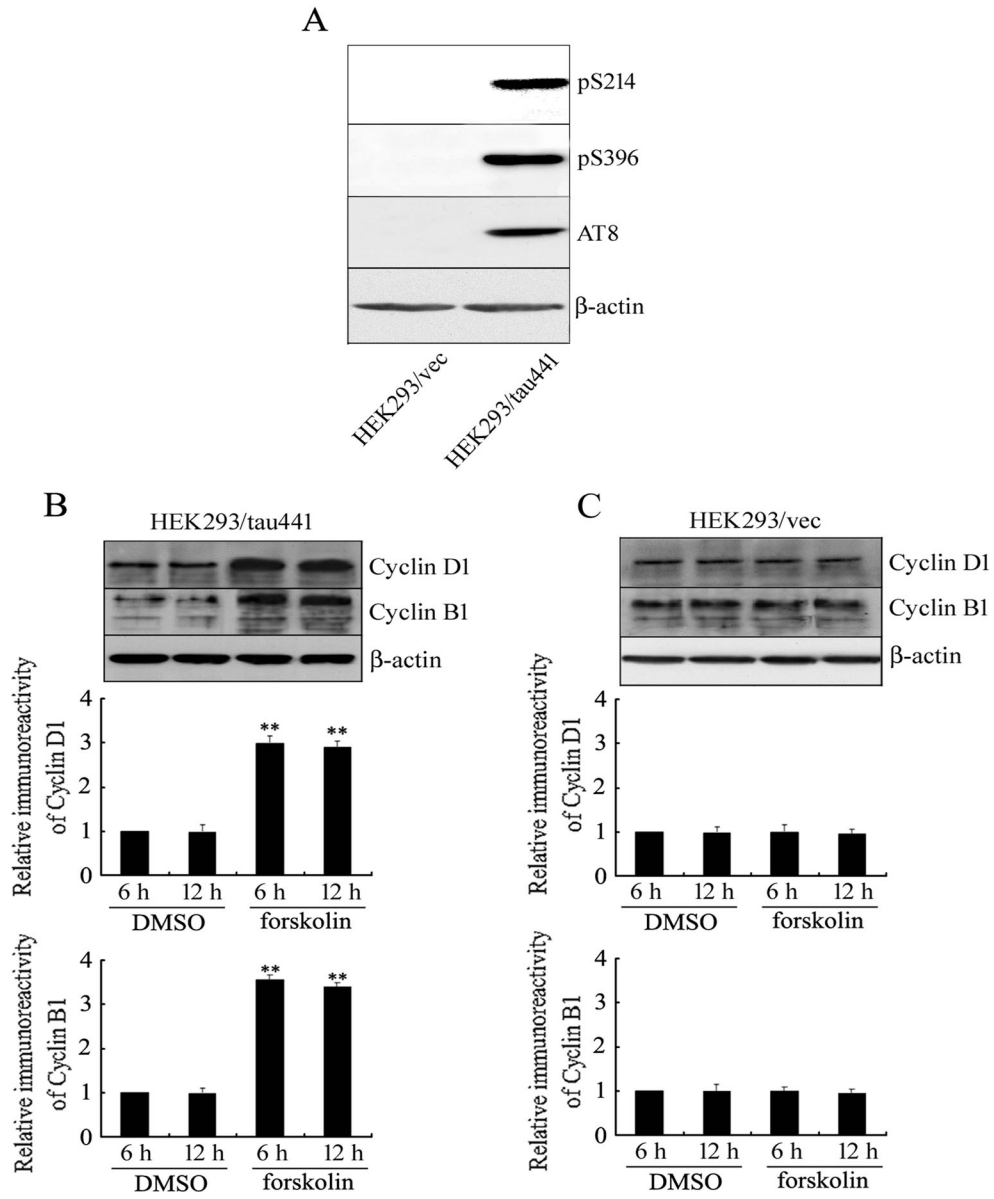 A
pS214
pS396
AT8
β-actin
HEK293/vec
HEK293/tau441
B
HEK293/tau441
Cyclin D1
Cyclin B1
β-actin
Relative immunoreactivity
of Cyclin D1
4
3
2
1
0
** **
6 h 12 h 6 h 12 h
DMSO forskolin
Relative immunoreactivity
of Cyclin B1
4
3
2
1
0
** **
6 h 12 h 6 h 12 h
DMSO forskolin
C
HEK293/vec
Cyclin D1
Cyclin B1
β-actin
Relative immunoreactivity
of Cyclin D1
4
3
2
1
0
6 h 12 h 6 h 12 h
DMSO forskolin
Relative immunoreactivity
of Cyclin B1
4
3
2
1
0
6 h 12 h 6 h 12 h
DMSO forskolin